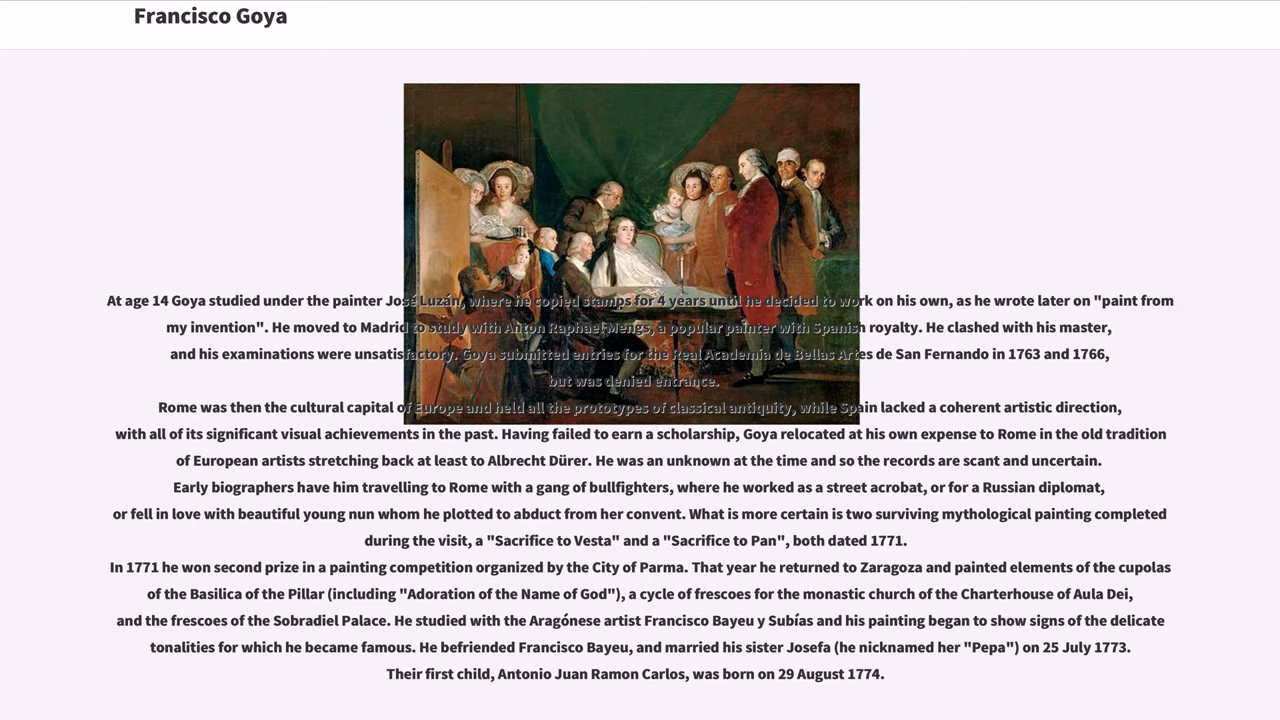 Francisco Goya
At age 14 Goya studied under the painter José Luzán, where he copied stamps for 4 years until he decided to work on his own, as he wrote later on "paint from
my invention". He moved to Madrid to study with Anton Raphael Mengs, a popular painter with Spanish royalty. He clashed with his master,
and his examinations were unsatisfactory. Goya submitted entries for the Real Academia de Bellas Artes de San Fernando in 1763 and 1766,
but was denied entrance.
Rome was then the cultural capital of Europe and held all the prototypes of classical antiquity, while Spain lacked a coherent artistic direction,
with all of its significant visual achievements in the past. Having failed to earn a scholarship, Goya relocated at his own expense to Rome in the old tradition
of European artists stretching back at least to Albrecht Dürer. He was an unknown at the time and so the records are scant and uncertain.
Early biographers have him travelling to Rome with a gang of bullfighters, where he worked as a street acrobat, or for a Russian diplomat,
or fell in love with beautiful young nun whom he plotted to abduct from her convent. What is more certain is two surviving mythological painting completed
during the visit, a "Sacrifice to Vesta" and a "Sacrifice to Pan", both dated 1771.
In 1771 he won second prize in a painting competition organized by the City of Parma. That year he returned to Zaragoza and painted elements of the cupolas
of the Basilica of the Pillar (including "Adoration of the Name of God"), a cycle of frescoes for the monastic church of the Charterhouse of Aula Dei,
and the frescoes of the Sobradiel Palace. He studied with the Aragónese artist Francisco Bayeu y Subías and his painting began to show signs of the delicate
tonalities for which he became famous. He befriended Francisco Bayeu, and married his sister Josefa (he nicknamed her "Pepa") on 25 July 1773.
Their first child, Antonio Juan Ramon Carlos, was born on 29 August 1774.